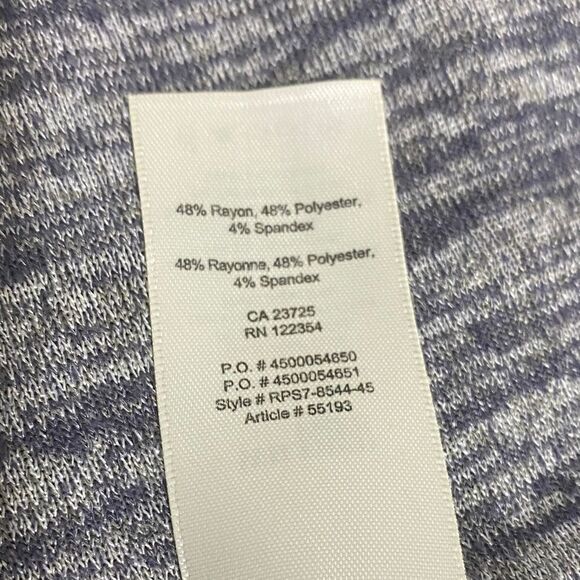 48% Rayon, 48% Polyester,
4% Spandex
48% Rayonne, 48% Polyester,
4% Spandex
CA 23725
RN 122354
P.O. # 4500054650
P.O. # 4500054651
Style # RPS7-8544-45
Article # 55193